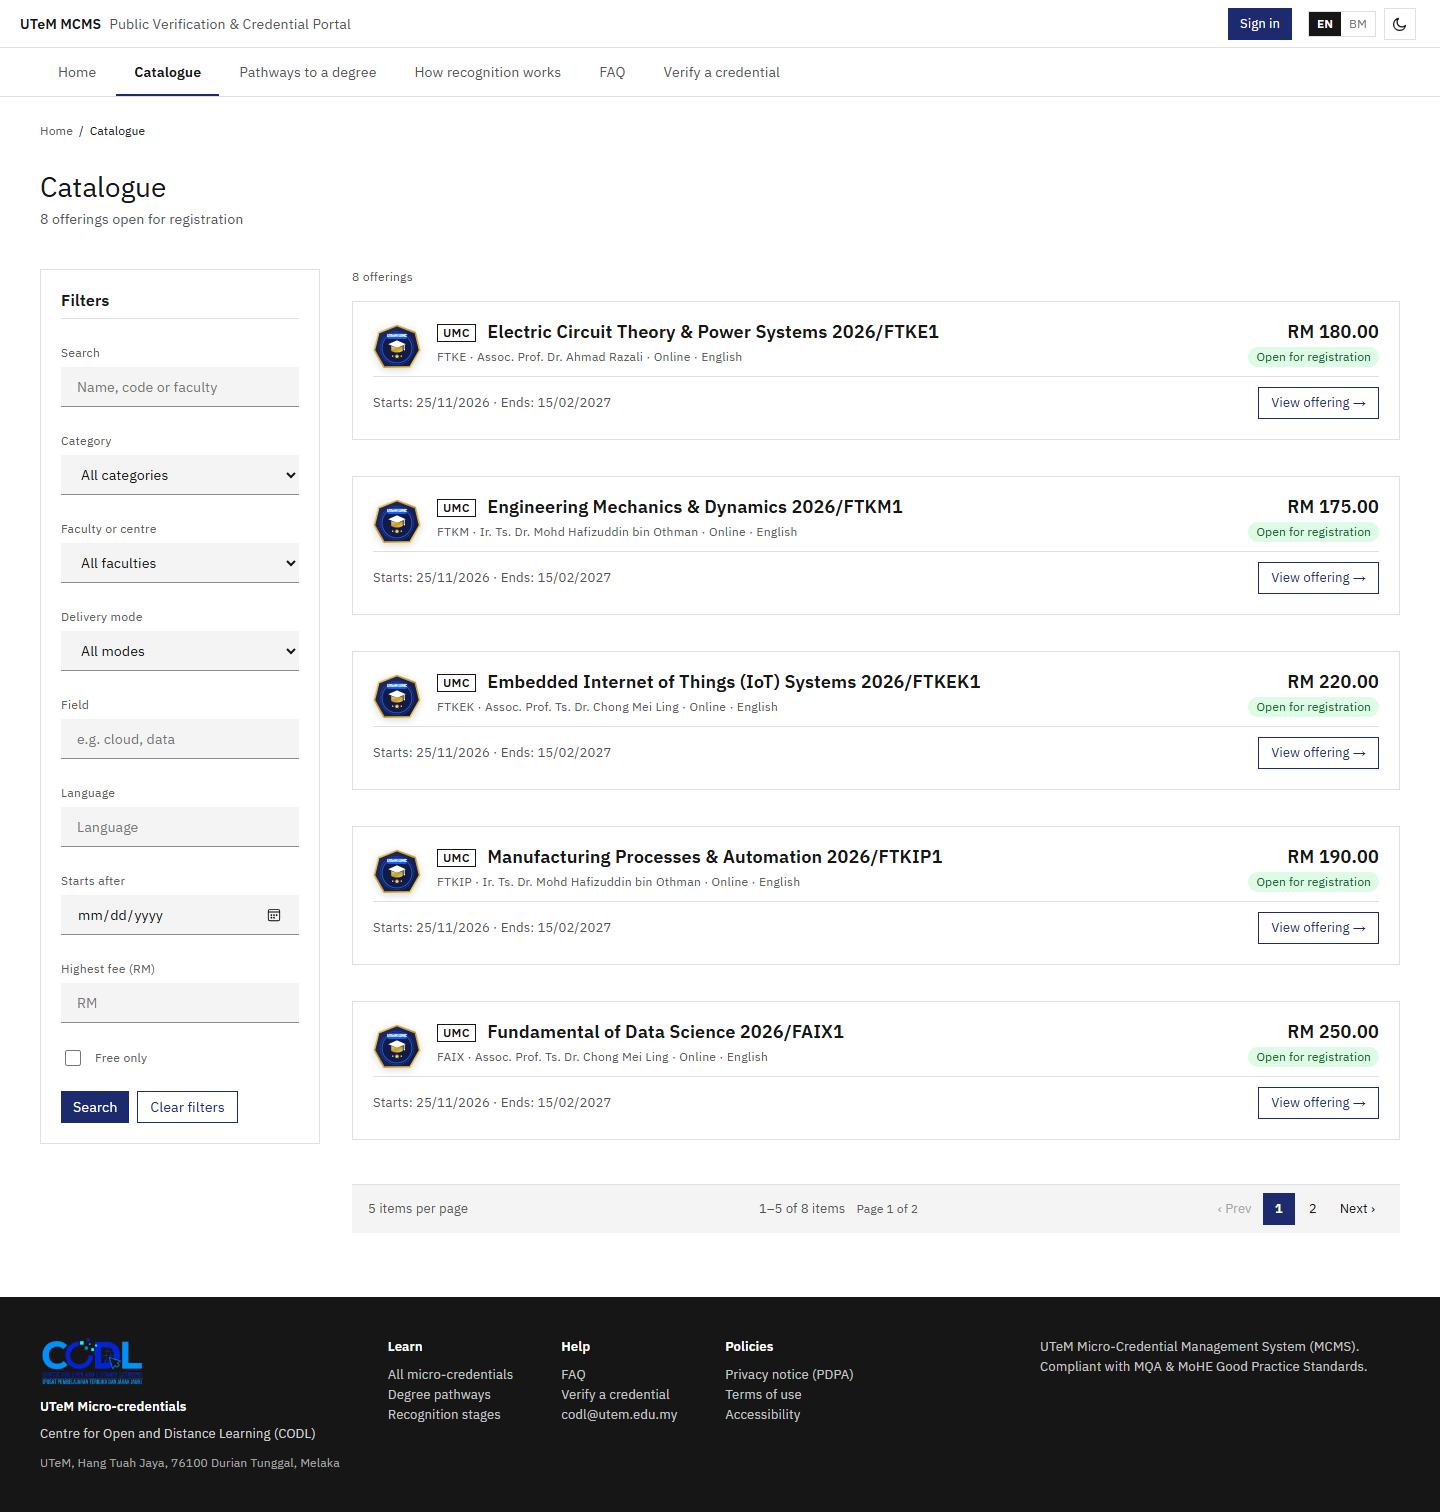 UTeM MCMS Public Verification & Credential Portal
Sign in
EN BM
Home
Catalogue
Pathways to a degree
How recognition works
FAQ
Verify a credential
Home / Catalogue
Catalogue
8 offerings open for registration
Filters
Search
Name, code or faculty
Category
All categories
Faculty or centre
All faculties
Delivery mode
All modes
Field
e.g. cloud, data
Language
Language
Starts after
mm/dd/yyyy
Highest fee (RM)
RM
Free only
Search
Clear filters
8 offerings
UMC Electric Circuit Theory & Power Systems 2026/FTKE1
RM 180.00
FTKE · Assoc. Prof. Dr. Ahmad Razali · Online · English
Open for registration
Starts: 25/11/2026 · Ends: 15/02/2027
View offering →
UMC Engineering Mechanics & Dynamics 2026/FTKM1
RM 175.00
FTKM · Ir. Ts. Dr. Mohd Hafizuddin bin Othman · Online · English
Open for registration
Starts: 25/11/2026 · Ends: 15/02/2027
View offering →
UMC Embedded Internet of Things (IoT) Systems 2026/FTKEK1
RM 220.00
FTKEK · Assoc. Prof. Ts. Dr. Chong Mei Ling · Online · English
Open for registration
Starts: 25/11/2026 · Ends: 15/02/2027
View offering →
UMC Manufacturing Processes & Automation 2026/FTKIP1
RM 190.00
FTKIP · Ir. Ts. Dr. Mohd Hafizuddin bin Othman · Online · English
Open for registration
Starts: 25/11/2026 · Ends: 15/02/2027
View offering →
UMC Fundamental of Data Science 2026/FAIX1
RM 250.00
FAIX · Assoc. Prof. Ts. Dr. Chong Mei Ling · Online · English
Open for registration
Starts: 25/11/2026 · Ends: 15/02/2027
View offering →
5 items per page
1–5 of 8 items Page 1 of 2
‹ Prev 1 2 Next ›
CODL
UTeM Micro-credentials
Centre for Open and Distance Learning (CODL)
UTeM, Hang Tuah Jaya, 76100 Durian Tunggal, Melaka
Learn
All micro-credentials
Degree pathways
Recognition stages
Help
FAQ
Verify a credential
codl@utem.edu.my
Policies
Privacy notice (PDPA)
Terms of use
Accessibility
UTeM Micro-Credential Management System (MCMS).
Compliant with MQA & MoHE Good Practice Standards.